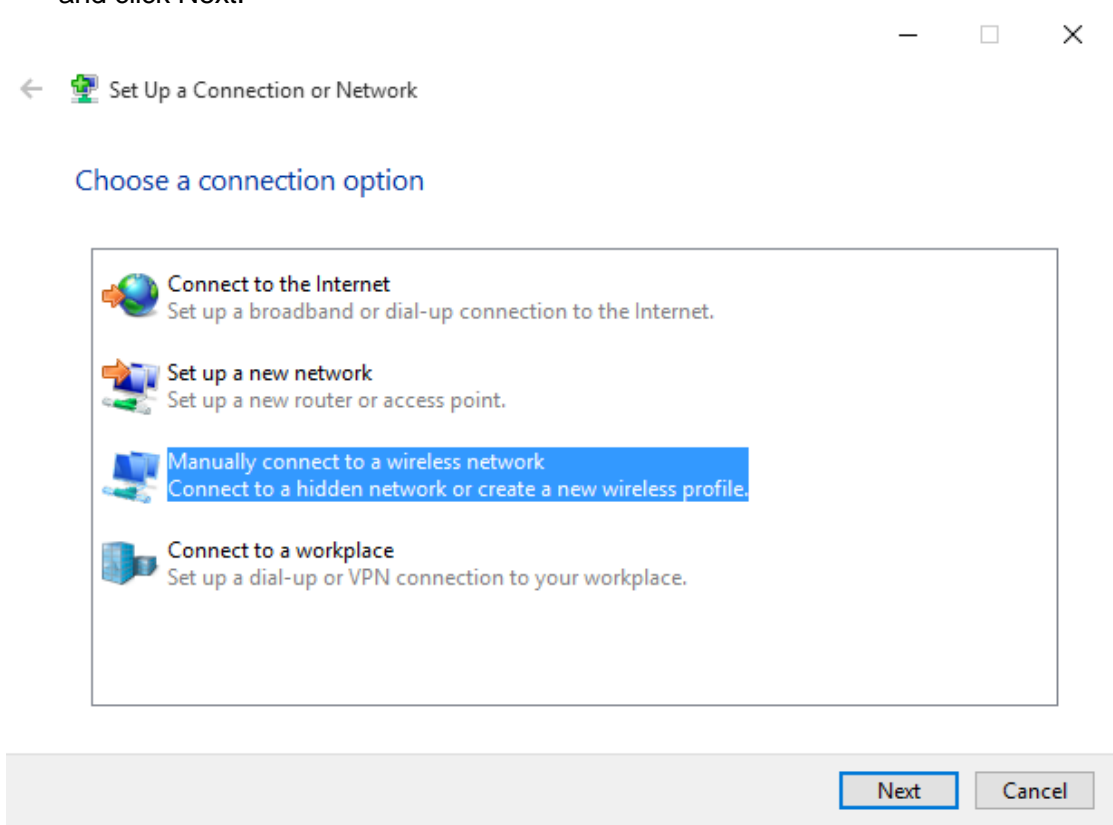 and click Next.
Set Up a Connection or Network
Choose a connection option
Connect to the Internet
Set up a broadband or dial-up connection to the Internet.
Set up a new network
Set up a new router or access point.
Manually connect to a wireless network
Connect to a hidden network or create a new wireless profile.
Connect to a workplace
Set up a dial-up or VPN connection to your workplace.
Next Cancel